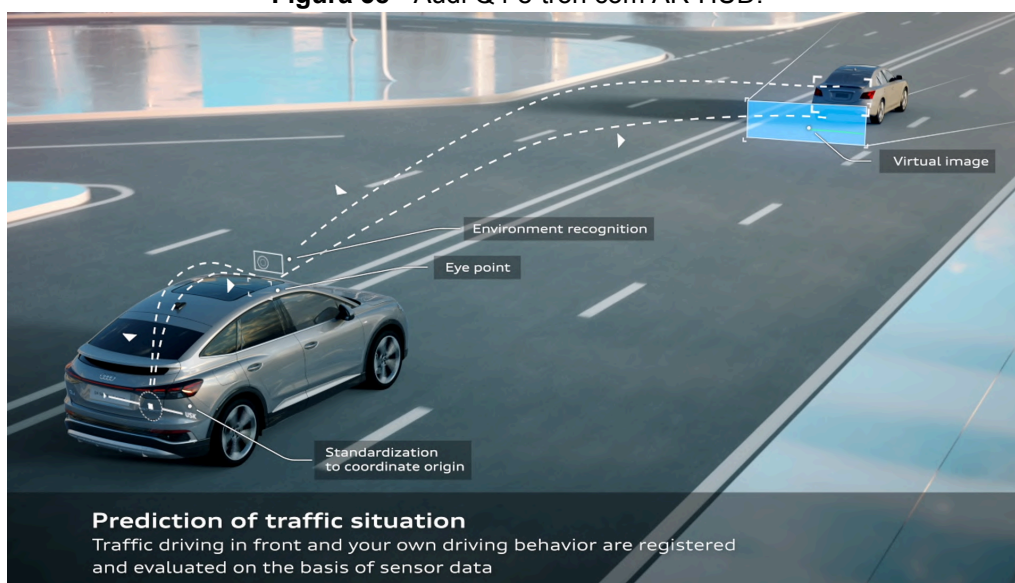 Virtual image
Environment recognition
Eye point
USK
Standardization
to coordinate origin
Prediction of traffic situation
Traffic driving in front and your own driving behavior are registered
and evaluated on the basis of sensor data